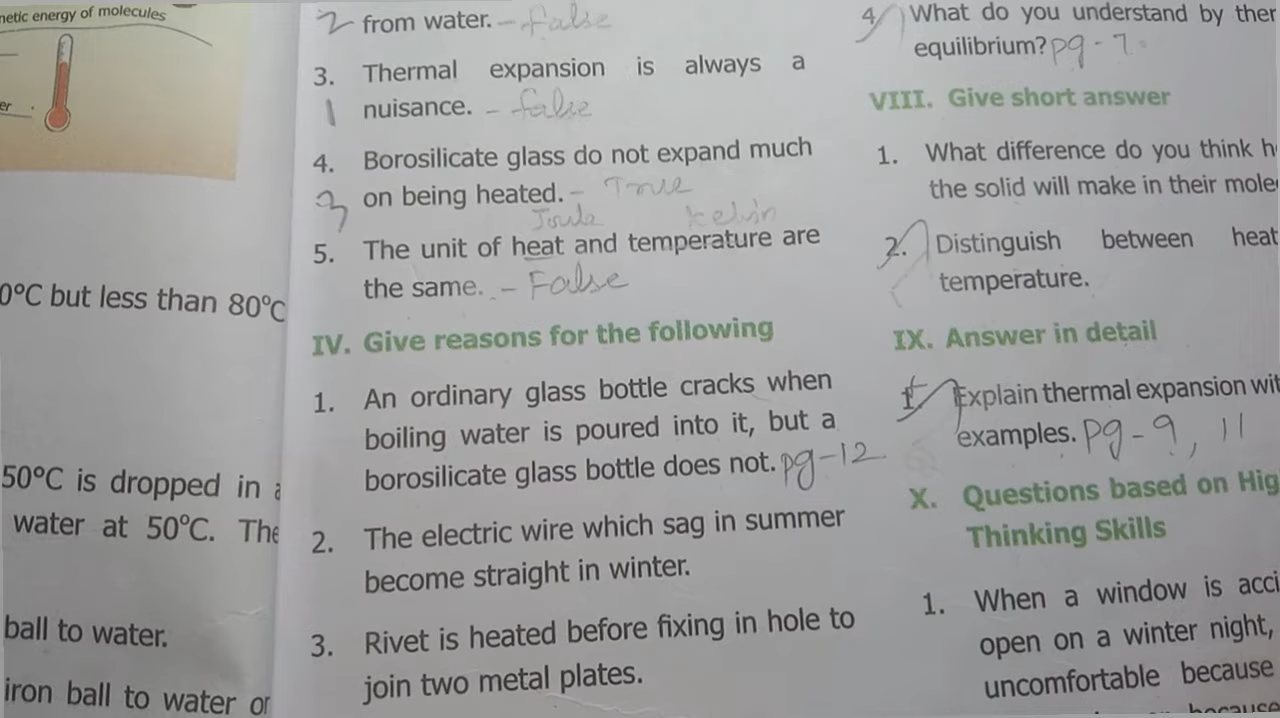 netic energy of molecules
er
0°C but less than 80°C
50°C is dropped in a
water at 50°C. The
ball to water.
iron ball to water or
2 from water. - false
3. Thermal expansion is always a
1 nuisance. - false
4. Borosilicate glass do not expand much
3 on being heated. - True
Joule kelvin
5. The unit of heat and temperature are
the same. - False
IV. Give reasons for the following
1. An ordinary glass bottle cracks when
boiling water is poured into it, but a
borosilicate glass bottle does not. pg-12
2. The electric wire which sag in summer
become straight in winter.
3. Rivet is heated before fixing in hole to
join two metal plates.
4. What do you understand by ther
equilibrium? pg - 7
VIII. Give short answer
1. What difference do you think h
the solid will make in their mole
2. Distinguish between heat
temperature.
IX. Answer in detail
1. Explain thermal expansion wit
examples. pg - 9, 11
X. Questions based on Hig
Thinking Skills
1. When a window is acci
open on a winter night,
uncomfortable because
because